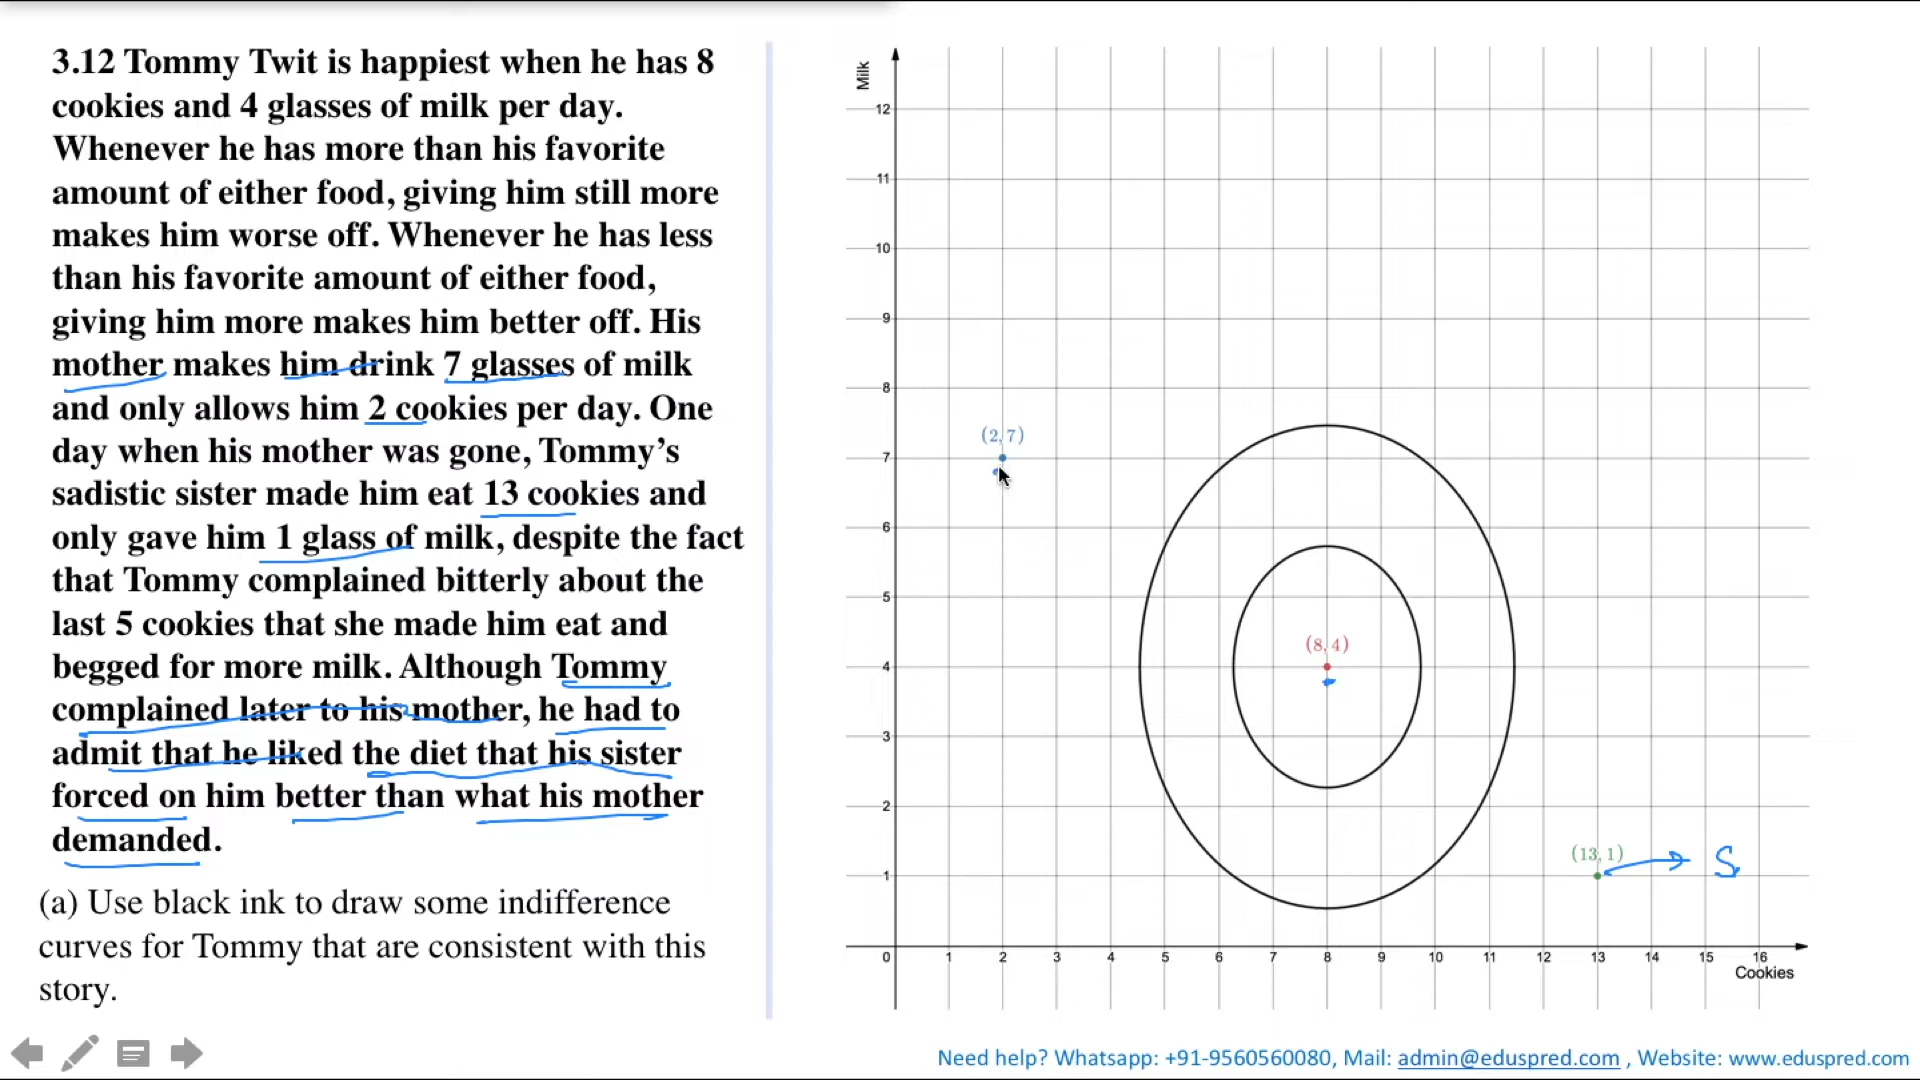 3.12 Tommy Twit is happiest when he has 8
cookies and 4 glasses of milk per day.
Whenever he has more than his favorite
amount of either food, giving him still more
makes him worse off. Whenever he has less
than his favorite amount of either food,
giving him more makes him better off. His
mother makes him drink 7 glasses of milk
and only allows him 2 cookies per day. One
day when his mother was gone, Tommy’s
sadistic sister made him eat 13 cookies and
only gave him 1 glass of milk, despite the fact
that Tommy complained bitterly about the
last 5 cookies that she made him eat and
begged for more milk. Although Tommy
complained later to his mother, he had to
admit that he liked the diet that his sister
forced on him better than what his mother
demanded.
(a) Use black ink to draw some indifference
curves for Tommy that are consistent with this
story.
Milk
12
11
10
9
8
(2, 7)
7
6
5
(8, 4)
4
3
2
(13, 1) S
1
0 1 2 3 4 5 6 7 8 9 10 11 12 13 14 15 16
Cookies
Need help? Whatsapp: +91-9560560080, Mail: admin@eduspred.com , Website: www.eduspred.com